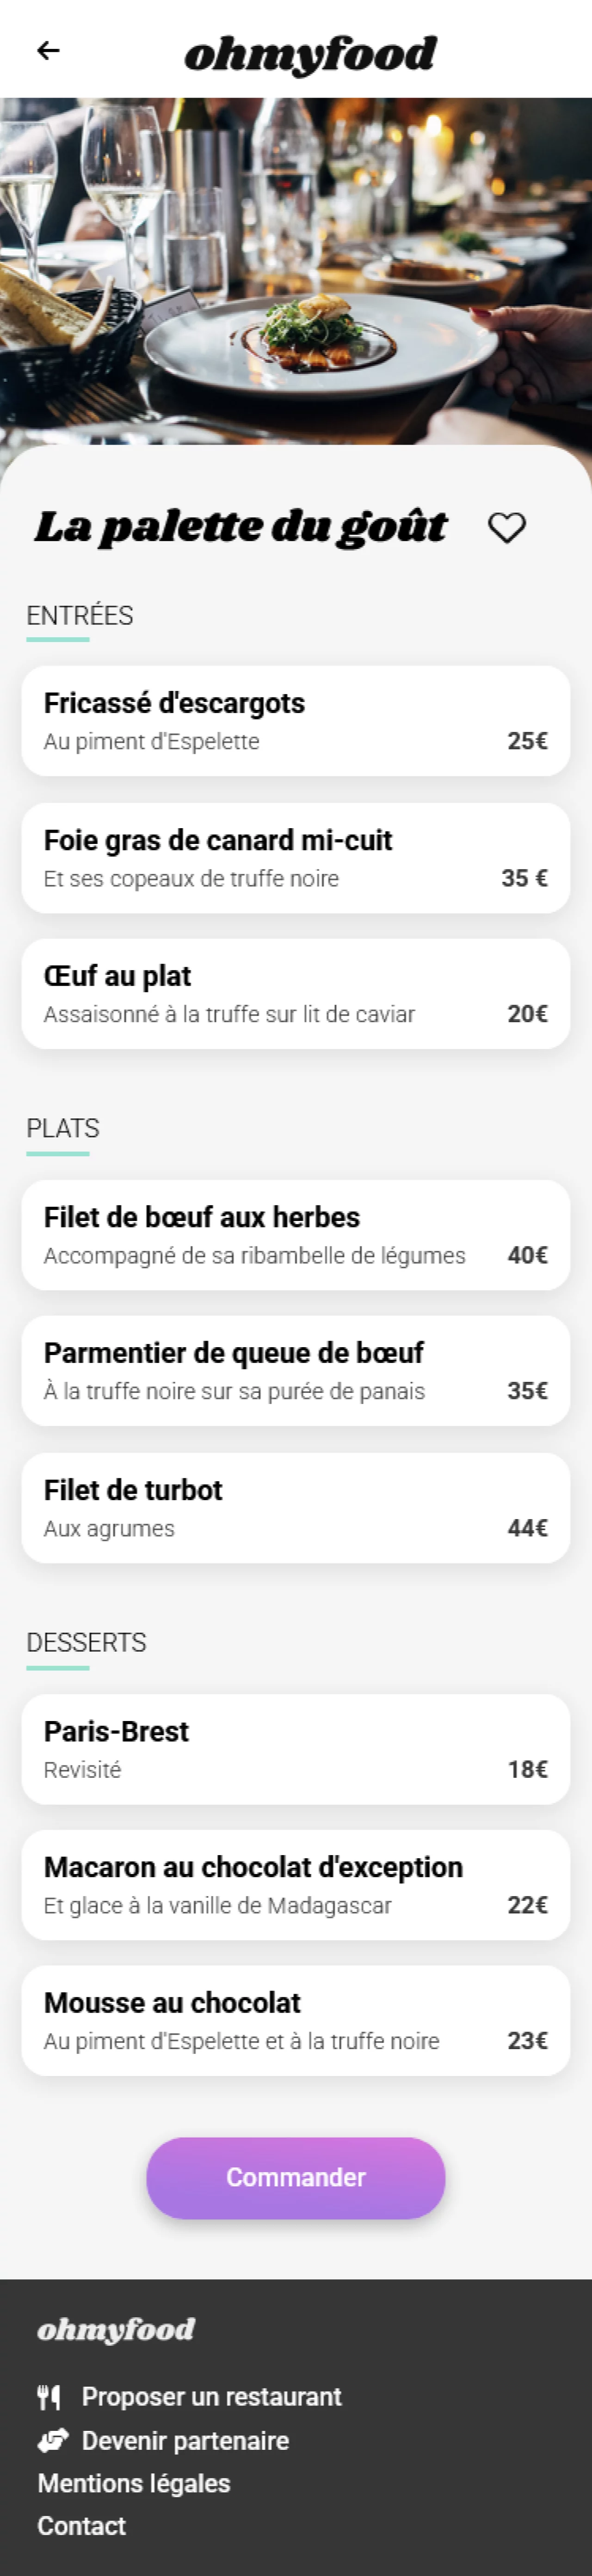 ohmyfood
La palette du goût
ENTRÉES
Fricassé d'escargots
Au piment d'Espelette 25€
Foie gras de canard mi-cuit
Et ses copeaux de truffe noire 35 €
Œuf au plat
Assaisonné à la truffe sur lit de caviar 20€
PLATS
Filet de bœuf aux herbes
Accompagné de sa ribambelle de légumes 40€
Parmentier de queue de bœuf
À la truffe noire sur sa purée de panais 35€
Filet de turbot
Aux agrumes 44€
DESSERTS
Paris-Brest
Revisité 18€
Macaron au chocolat d'exception
Et glace à la vanille de Madagascar 22€
Mousse au chocolat
Au piment d'Espelette et à la truffe noire 23€
Commander
ohmyfood
Proposer un restaurant
Devenir partenaire
Mentions légales
Contact